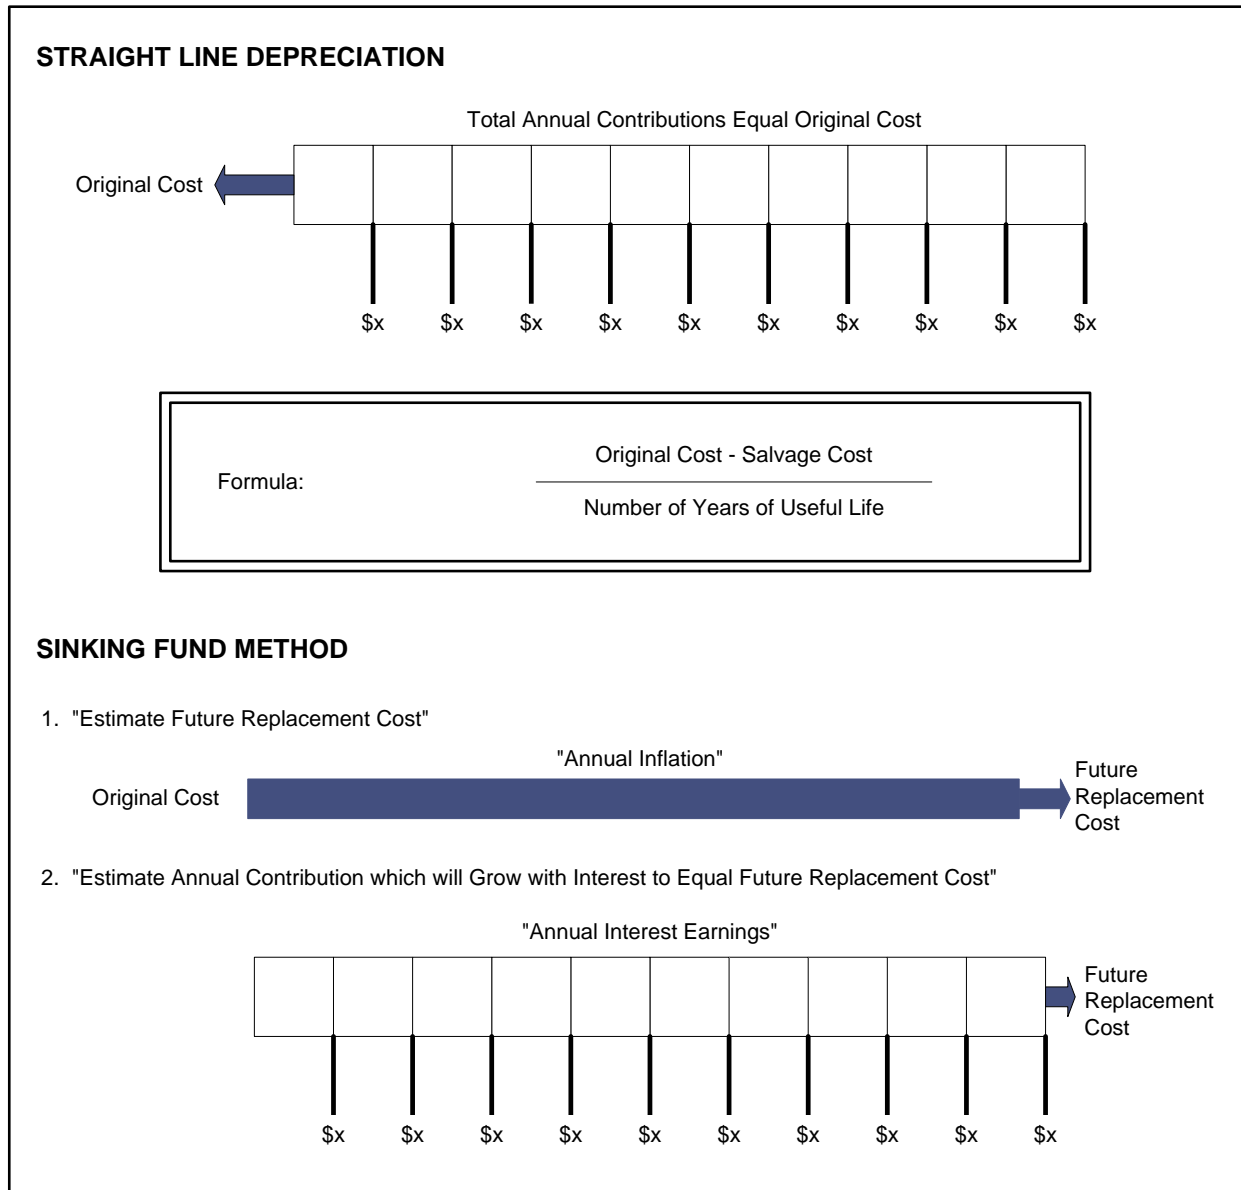 STRAIGHT LINE DEPRECIATION
Total Annual Contributions Equal Original Cost
Original Cost
$x $x $x $x $x $x $x $x $x $x
Formula:
Original Cost - Salvage Cost
Number of Years of Useful Life
SINKING FUND METHOD
1. "Estimate Future Replacement Cost"
"Annual Inflation"
Original Cost
Future
Replacement
Cost
2. "Estimate Annual Contribution which will Grow with Interest to Equal Future Replacement Cost"
"Annual Interest Earnings"
Future
Replacement
Cost
$x $x $x $x $x $x $x $x $x $x